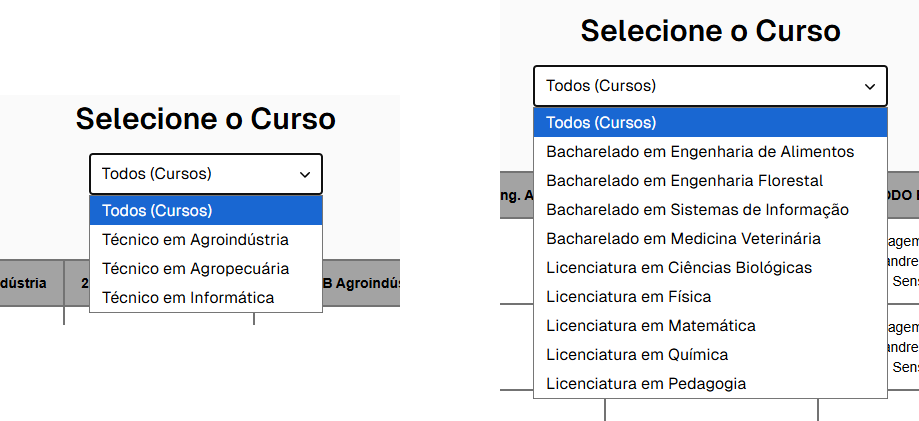 Selecione o Curso
Todos (Cursos)
Todos (Cursos)
Técnico em Agroindústria
Técnico em Agropecuária
Técnico em Informática
dústria
2
B Agroindús
Selecione o Curso
Todos (Cursos)
Todos (Cursos)
Bacharelado em Engenharia de Alimentos
Bacharelado em Engenharia Florestal
Bacharelado em Sistemas de Informação
Bacharelado em Medicina Veterinária
Licenciatura em Ciências Biológicas
Licenciatura em Física
Licenciatura em Matemática
Licenciatura em Química
Licenciatura em Pedagogia
ng. A
DO
agem
andre
Sens
agem
andre
Sens